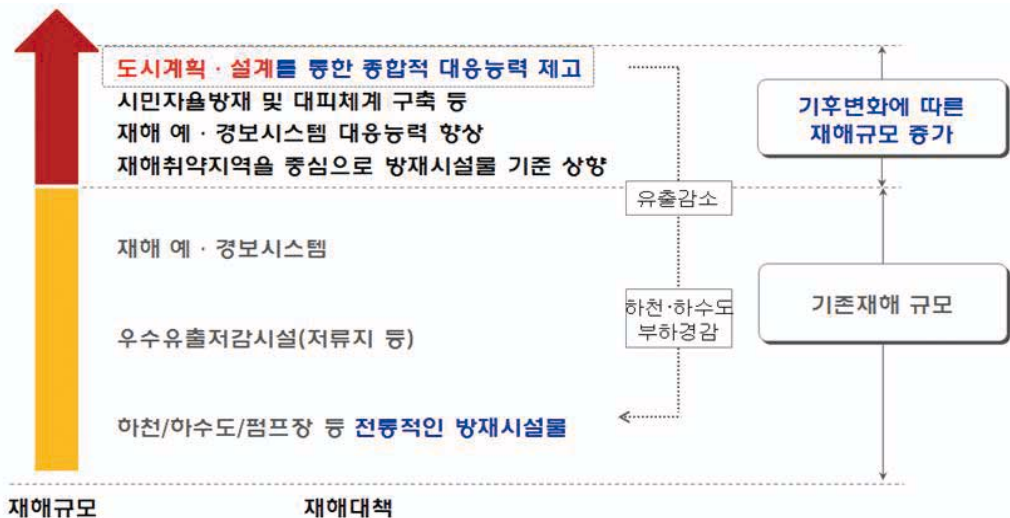 도시계획 · 설계를 통한 종합적 대응능력 제고
시민자율방재 및 대피체계 구축 등
재해 예 · 경보시스템 대응능력 향상
재해취약지역을 중심으로 방재시설물 기준 상향
기후변화에 따른
재해규모 증가
유출감소
재해 예 · 경보시스템
하천·하수도
부하경감
기존재해 규모
우수유출저감시설(저류지 등)
하천/하수도/펌프장 등 전통적인 방재시설물
재해규모
재해대책